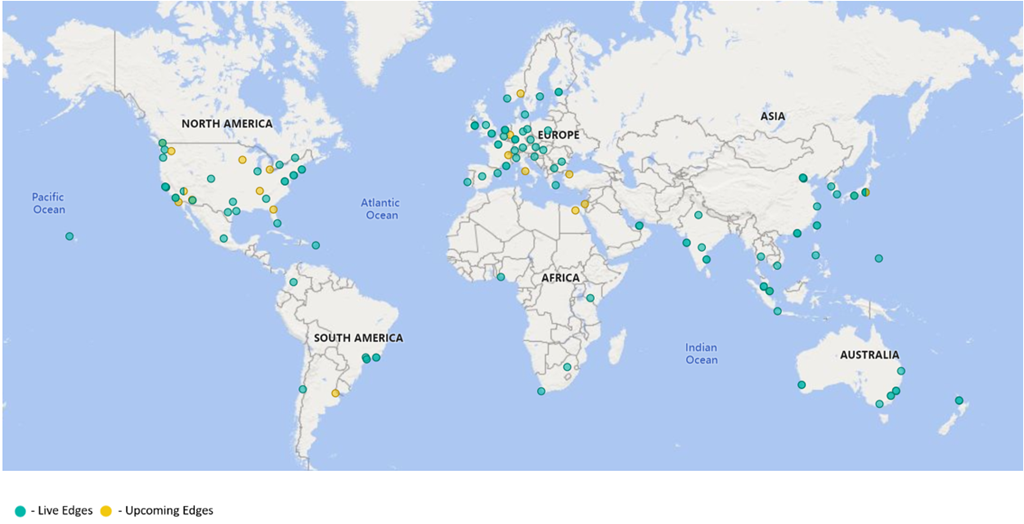 NORTH AMERICA
EUROPE
ASIA
Pacific
Ocean
Atlantic
Ocean
AFRICA
SOUTH AMERICA
Indian
Ocean
AUSTRALIA
- Live Edges - Upcoming Edges